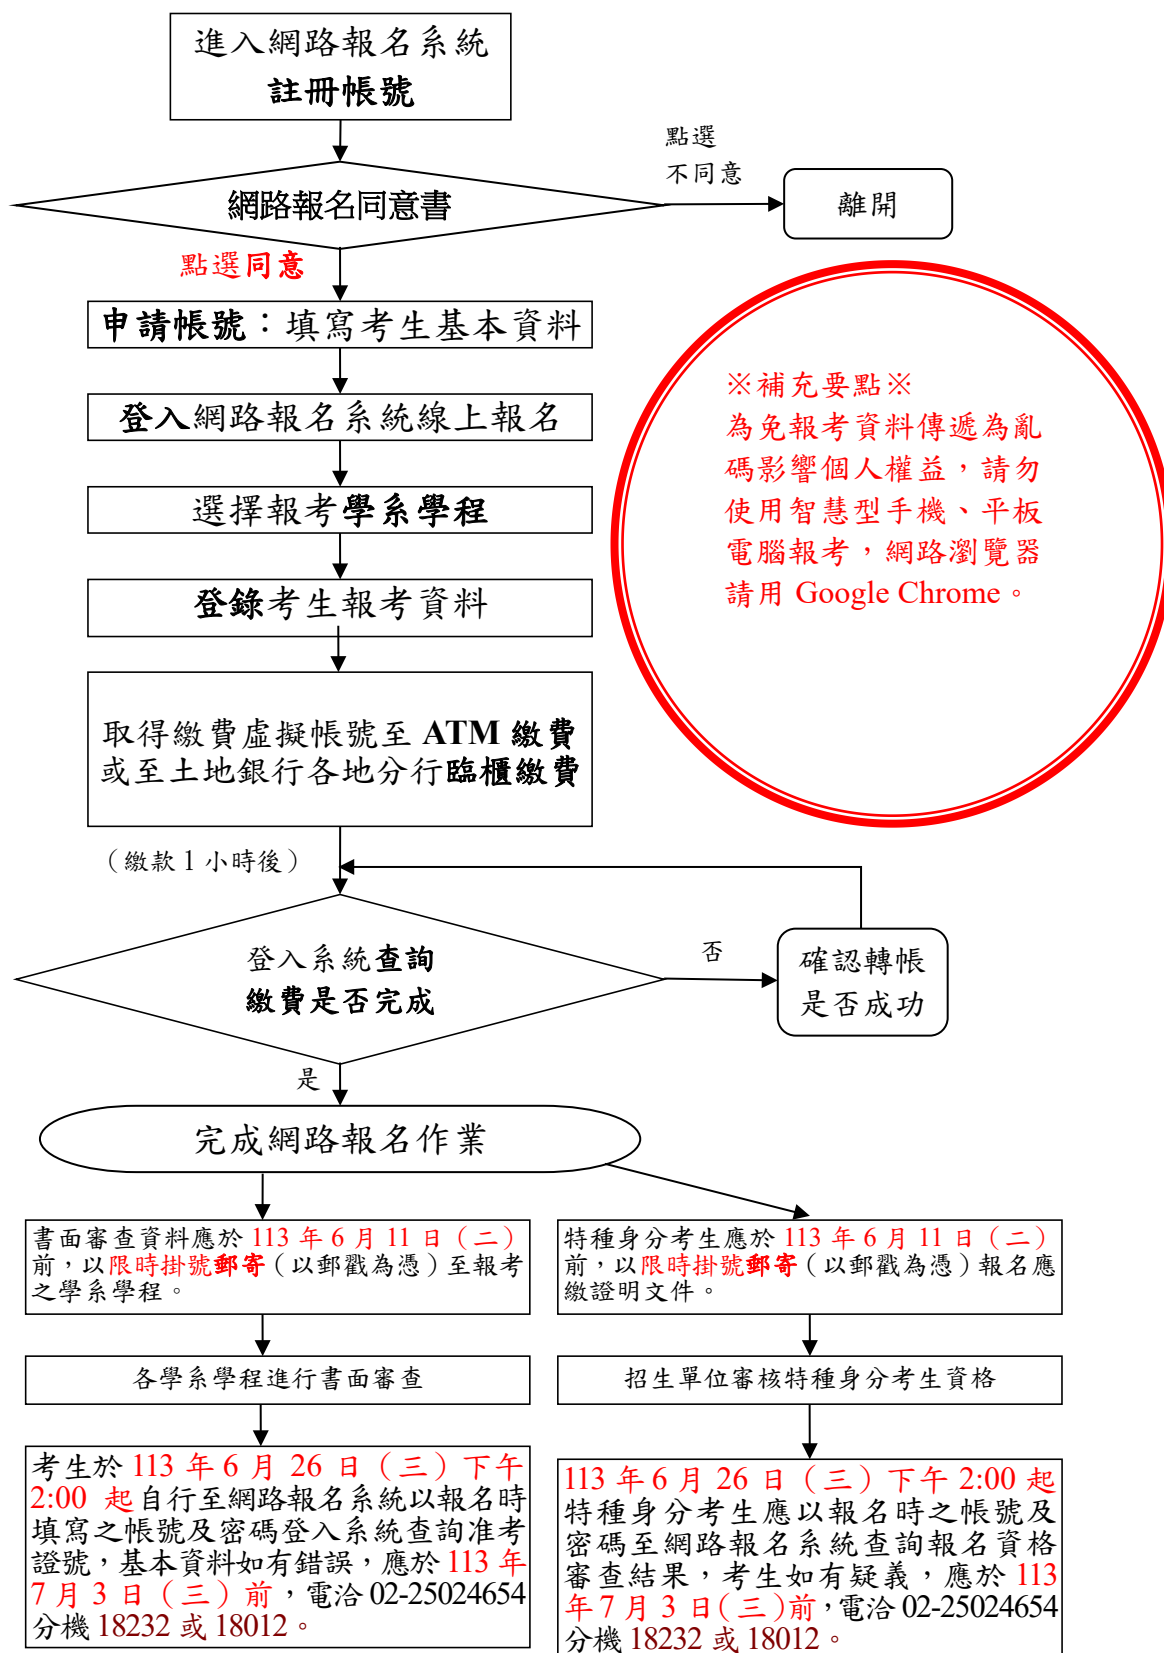 進入網路報名系統
註冊帳號
點選
不同意
網路報名同意書
離開
點選同意
申請帳號：填寫考生基本資料
登入網路報名系統線上報名
選擇報考學系學程
登錄考生報考資料
※補充要點※
為免報考資料傳遞為亂
碼影響個人權益，請勿
使用智慧型手機、平板
電腦報考，網路瀏覽器
請用 Google Chrome。
取得繳費虛擬帳號至 ATM 繳費
或至土地銀行各地分行臨櫃繳費
（繳款 1 小時後）
登入系統查詢
繳費是否完成
否
確認轉帳
是否成功
是
完成網路報名作業
書面審查資料應於 113 年 6 月 11 日（二）
前，以限時掛號郵寄（以郵戳為憑）至報考
之學系學程。
特種身分考生應於 113 年 6 月 11 日（二）
前，以限時掛號郵寄（以郵戳為憑）報名應
繳證明文件。
各學系學程進行書面審查
招生單位審核特種身分考生資格
考生於 113 年 6 月 26 日（三）下午
2:00 起自行至網路報名系統以報名時
填寫之帳號及密碼登入系統查詢准考
證號，基本資料如有錯誤，應於 113 年
7 月 3 日（三）前，電洽 02-25024654
分機 18232 或 18012。
113 年 6 月 26 日（三）下午 2:00 起
特種身分考生應以報名時之帳號及
密碼至網路報名系統查詢報名資格
審查結果，考生如有疑義，應於 113
年 7 月 3 日(三)前，電洽 02-25024654
分機 18232 或 18012。